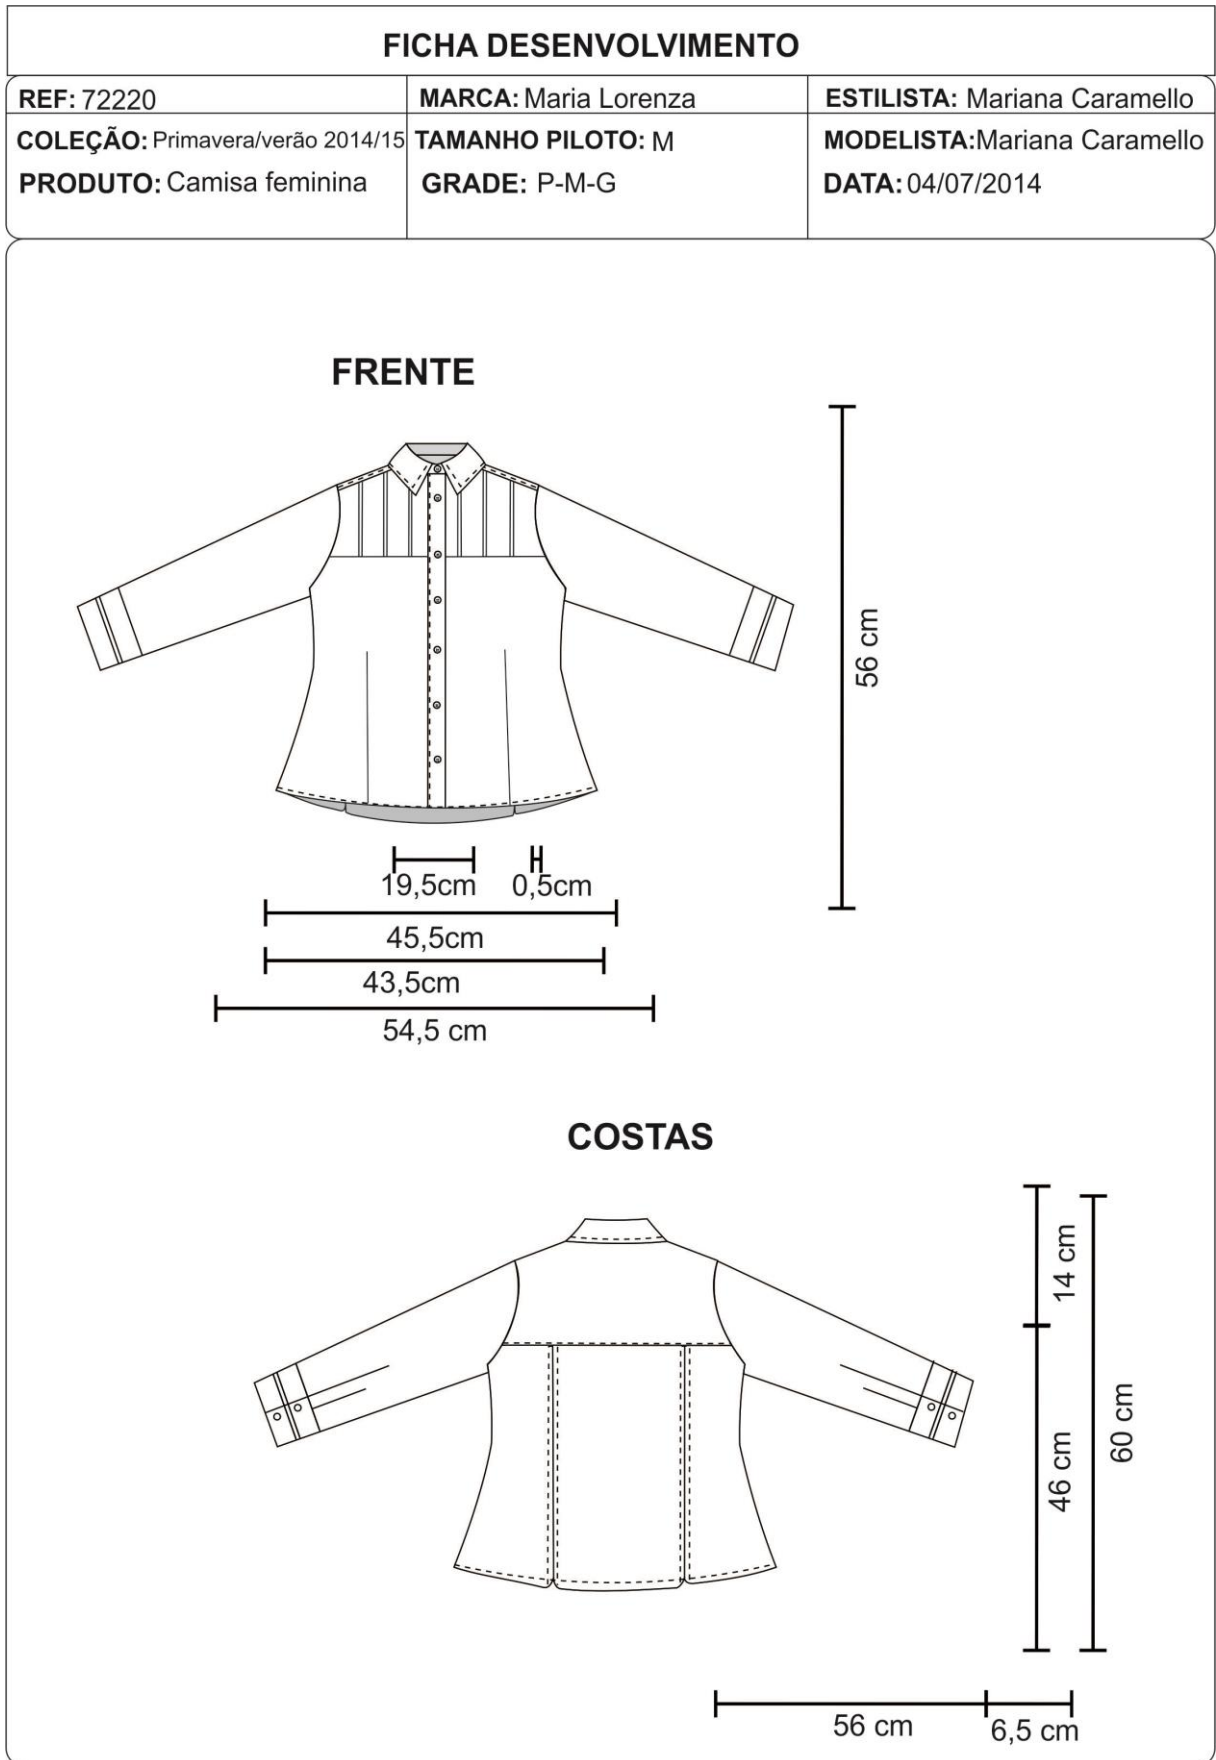 FICHA DESENVOLVIMENTO
REF: 72220
MARCA: Maria Lorenza
ESTILISTA: Mariana Caramello
COLEÇÃO: Primavera/verão 2014/15
TAMANHO PILOTO: M
MODELISTA:Mariana Caramello
PRODUTO: Camisa feminina
GRADE: P-M-G
DATA: 04/07/2014
FRENTE
56 cm
19,5cm
0,5cm
45,5cm
43,5cm
54,5 cm
COSTAS
14 cm
46 cm
60 cm
56 cm
6,5 cm